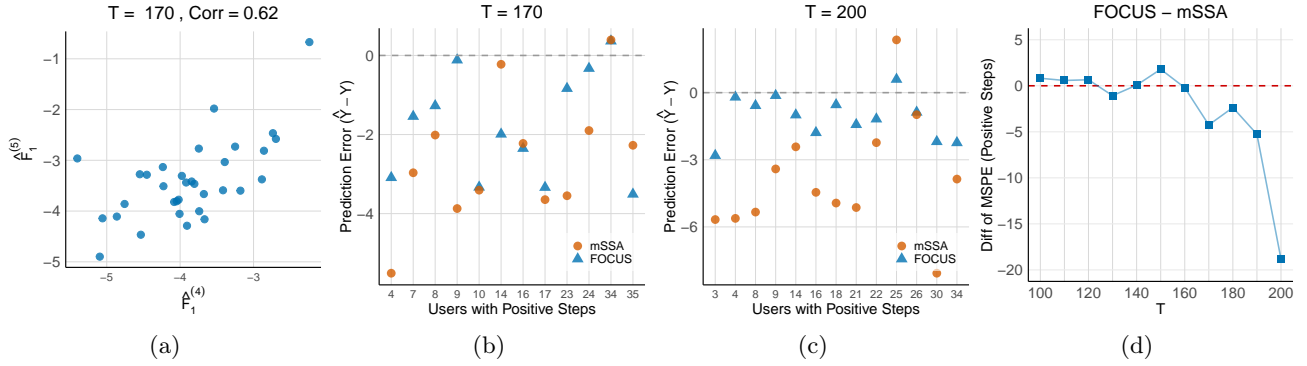 T = 170 , Corr = 0.62
−1
−2
−3
−4
−5
F̂₁⁽⁵⁾
−5
−4
−3
F̂₁⁽⁴⁾
(a)
T = 170
0
−2
−4
Prediction Error (Ŷ − Y)
mSSA
FOCUS
4 7 8 9 10 14 16 17 23 24 34 35
Users with Positive Steps
(b)
T = 200
0
−3
−6
Prediction Error (Ŷ − Y)
mSSA
FOCUS
3 4 8 9 14 16 18 21 22 25 26 30 34
Users with Positive Steps
(c)
FOCUS − mSSA
5
0
−5
−10
−15
−20
Diff of MSPE (Positive Steps)
100 120 140 160 180 200
T
(d)